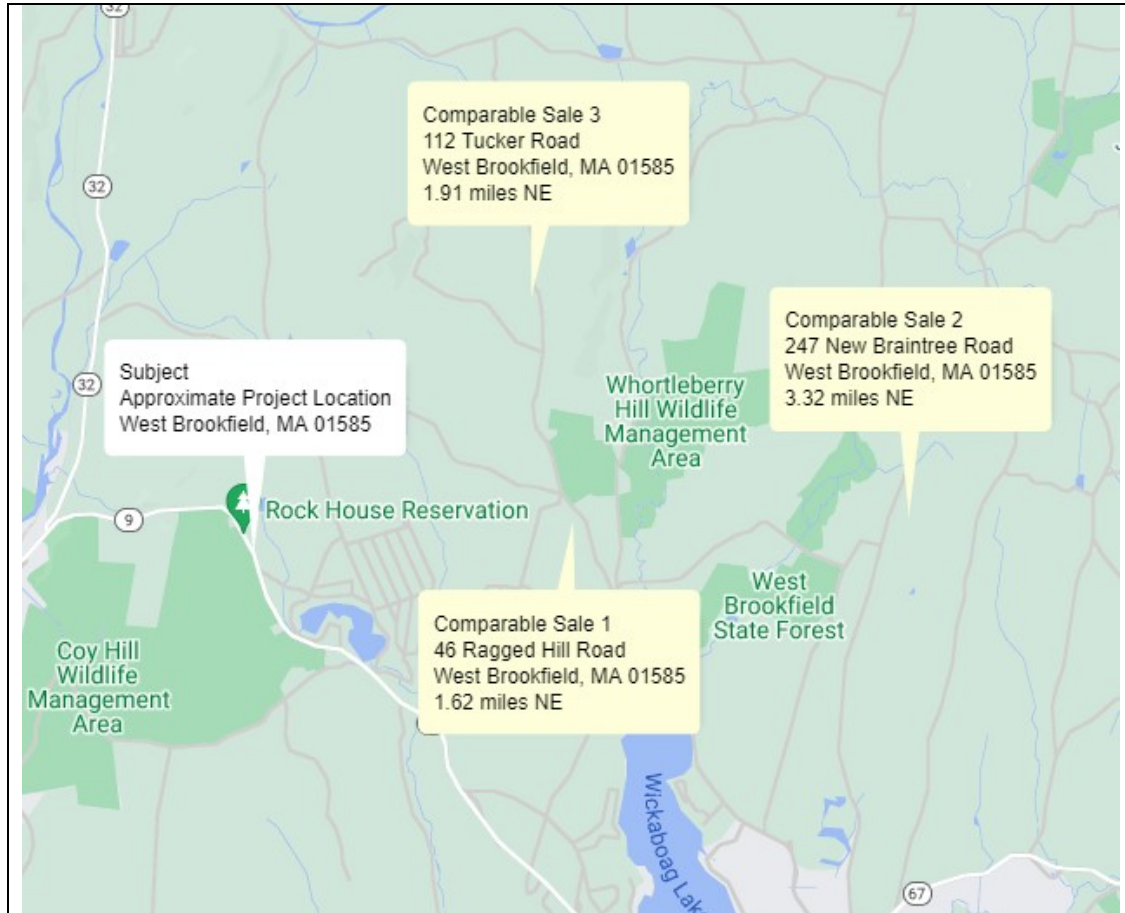 32
Comparable Sale 3
112 Tucker Road
West Brookfield, MA 01585
1.91 miles NE
32
Comparable Sale 2
247 New Braintree Road
West Brookfield, MA 01585
3.32 miles NE
Subject
Approximate Project Location
West Brookfield, MA 01585
32
Whortleberry
Hill Wildlife
Management
Area
9
Rock House Reservation
West
Brookfield
State Forest
Comparable Sale 1
46 Ragged Hill Road
West Brookfield, MA 01585
1.62 miles NE
Coy Hill
Wildlife
Management
Area
Wickaboag Lake
67